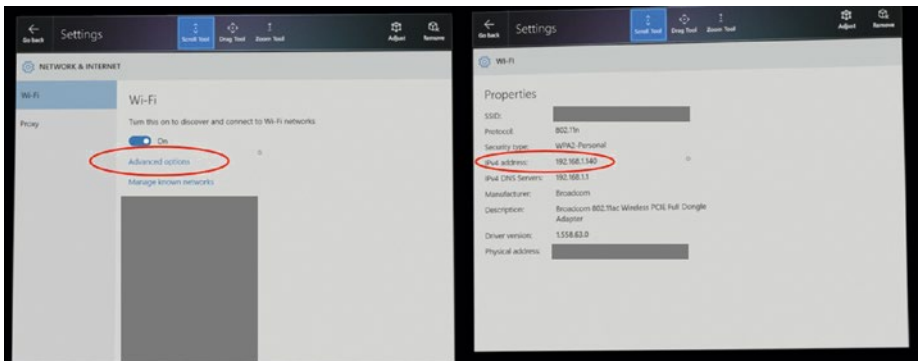 Go back
Settings
Scroll Tool
Drag Tool
Zoom Tool
Adjust
Remove
NETWORK & INTERNET
Wi-Fi
Proxy
Wi-Fi
Turn this on to discover and connect to Wi-Fi networks
On
Advanced options
Manage known networks
Go back
Settings
Scroll Tool
Drag Tool
Zoom Tool
Adjust
Remove
Wi-Fi
Properties
SSID:
Protocol: 802.11n
Security type: WPA2-Personal
IPv4 address: 192.168.1.140
IPv4 DNS Servers: 192.168.1.1
Manufacturer: Broadcom
Description: Broadcom 802.11ac Wireless PCIE Full Dongle
Adapter
Driver version: 1.558.63.0
Physical address: